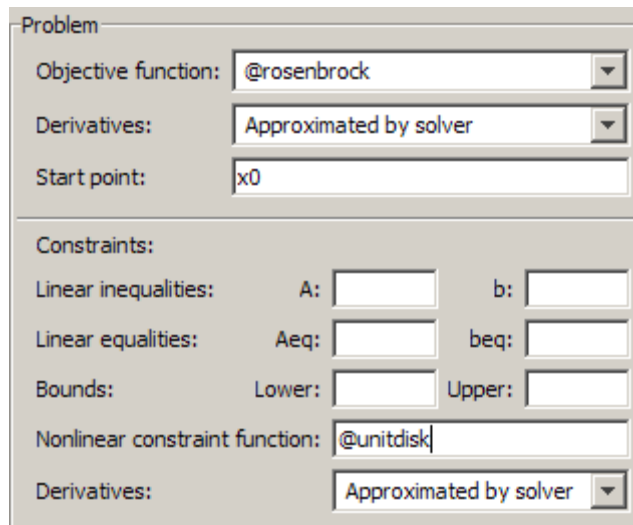 Problem
Objective function: @rosenbrock
Derivatives: Approximated by solver
Start point: x0
Constraints:
Linear inequalities: A: b:
Linear equalities: Aeq: beq:
Bounds: Lower: Upper:
Nonlinear constraint function: @unitdisk
Derivatives: Approximated by solver